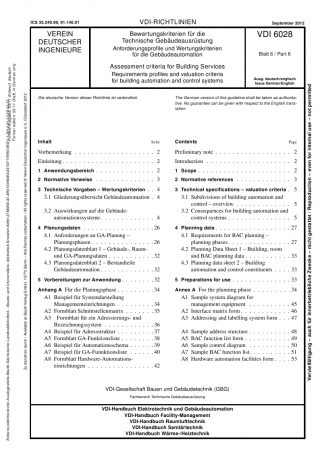 ICS 35.240.99, 91.140.01
VDI-RICHTLINIEN
September 2012
VEREIN
DEUTSCHER
INGENIEURE
Bewertungskriterien für die
Technische Gebäudeausrüstung
Anforderungsprofile und Wertungskriterien
für die Gebäudeautomation
Assessment criteria for Building Services
Requirements profiles and valuation criteria
for building automation and control systems
VDI 6028
Blatt 6 / Part 6
Ausg. deutsch/englisch
Issue German/English
Die deutsche Version dieser Richtlinie ist verbindlich.
The German version of this guideline shall be taken as authorita-
tive. No guarantee can be given with respect to the English trans-
lation.
Inhalt Seite
Vorbemerkung 2
Einleitung 2
1 Anwendungsbereich 2
2 Normative Verweise 3
3 Technische Vorgaben – Wertungskriterien 4
3.1 Gliederungsübersicht Gebäudeautomation 4
3.2 Auswirkungen auf die Gebäude-
automationssysteme 4
4 Planungsdaten 26
4.1 Anforderungen an GA-Planung –
Planungsphasen 26
4.2 Planungsdatenblatt 1 – Gebäude-, Raum-
und GA-Planungsdaten 32
4.3 Planungsdatenblatt 2 – Bestandteile
Gebäudeautomation 32
5 Vorbereitungen zur Anwendung 32
Anhang A Für die Planungsphase 34
A1 Beispiel für Systemdarstellung
Managementeinrichtungen 34
A2 Formblatt Schnittstellenmatrix 35
A3 Formblatt für ein Adressierungs- und
Bezeichnungssystem 36
A4 Beispiel für Adressstruktur 37
A5 Formblatt GA-Funktionsliste 38
A6 Beispiel für Automationsschema 39
A7 Beispiel für GA-Funktionsliste 40
A8 Formblatt Hardware-Automations-
einrichtungen 42
Contents Page
Preliminary note 2
Introduction 2
1 Scope 2
2 Normative references 3
3 Technical specifications – valuation criteria 5
3.1 Subdivisions of building automation and
control – overview 5
3.2 Consequences for building automation and
control systems 5
4 Planning data 27
4.1 Requirements for BAC planning –
planning phases 27
4.2 Planning Data Sheet 1 – Building, room
and BAC planning data 33
4.3 Planning data sheet 2 – Building
automation and control constituents 33
5 Preparations for use 33
Annex A For the planning phase 34
A1 Sample system diagram for
management equipment 45
A2 Interface matrix form 46
A3 Addressing and labelling system form 47
A4 Sample address structure 48
A5 BAC function list form 49
A6 Sample control diagram 50
A7 Sample BAC function list 51
A8 Hardware automation facilities form 53
VDI-Gesellschaft Bauen und Gebäudetechnik (GBG)
Fachbereich Technische Gebäudeausrüstung
VDI-Handbuch Elektrotechnik und Gebäudeautomation
VDI-Handbuch Facility-Management
VDI-Handbuch Raumlufttechnik
VDI-Handbuch Sanitärtechnik
VDI-Handbuch Wärme-/Heiztechnik
Vervielfältigung – auch für innerbetriebliche Zwecke – nicht gestattet / Reproduction – even for internal use – not permitted